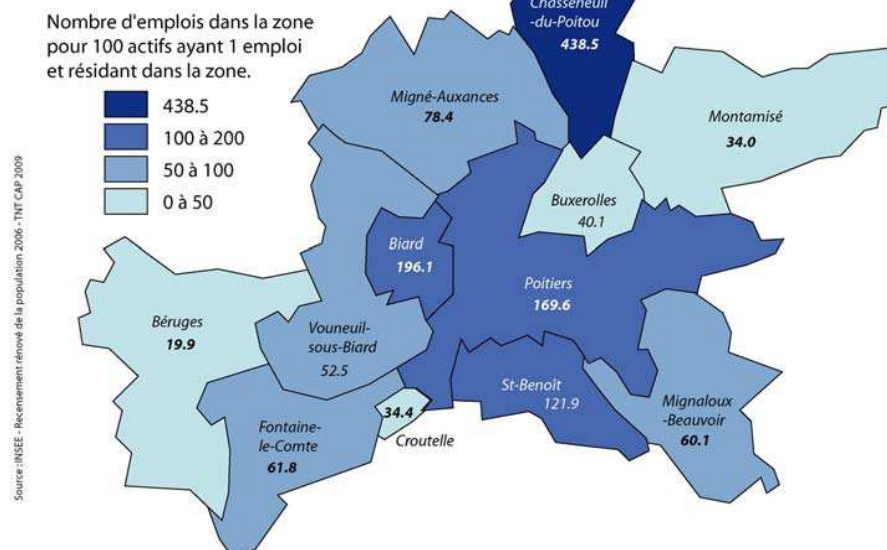 Nombre d'emplois dans la zone
pour 100 actifs ayant 1 emploi
et résidant dans la zone.
438.5
100 à 200
50 à 100
0 à 50
Chasseneuil
-du-Poitou
438.5
Migné-Auxances
78.4
Montamisé
34.0
Buxerolles
40.1
Biard
196.1
Poitiers
169.6
Béruges
19.9
Vouneuil-
sous-Biard
52.5
St-Benoît
121.9
Mignaloux
-Beauvoir
60.1
Fontaine-
le-Comte
61.8
34.4
Croutelle
Source : INSEE - Recensement rénové de la population 2006 - TNT CAP 2009